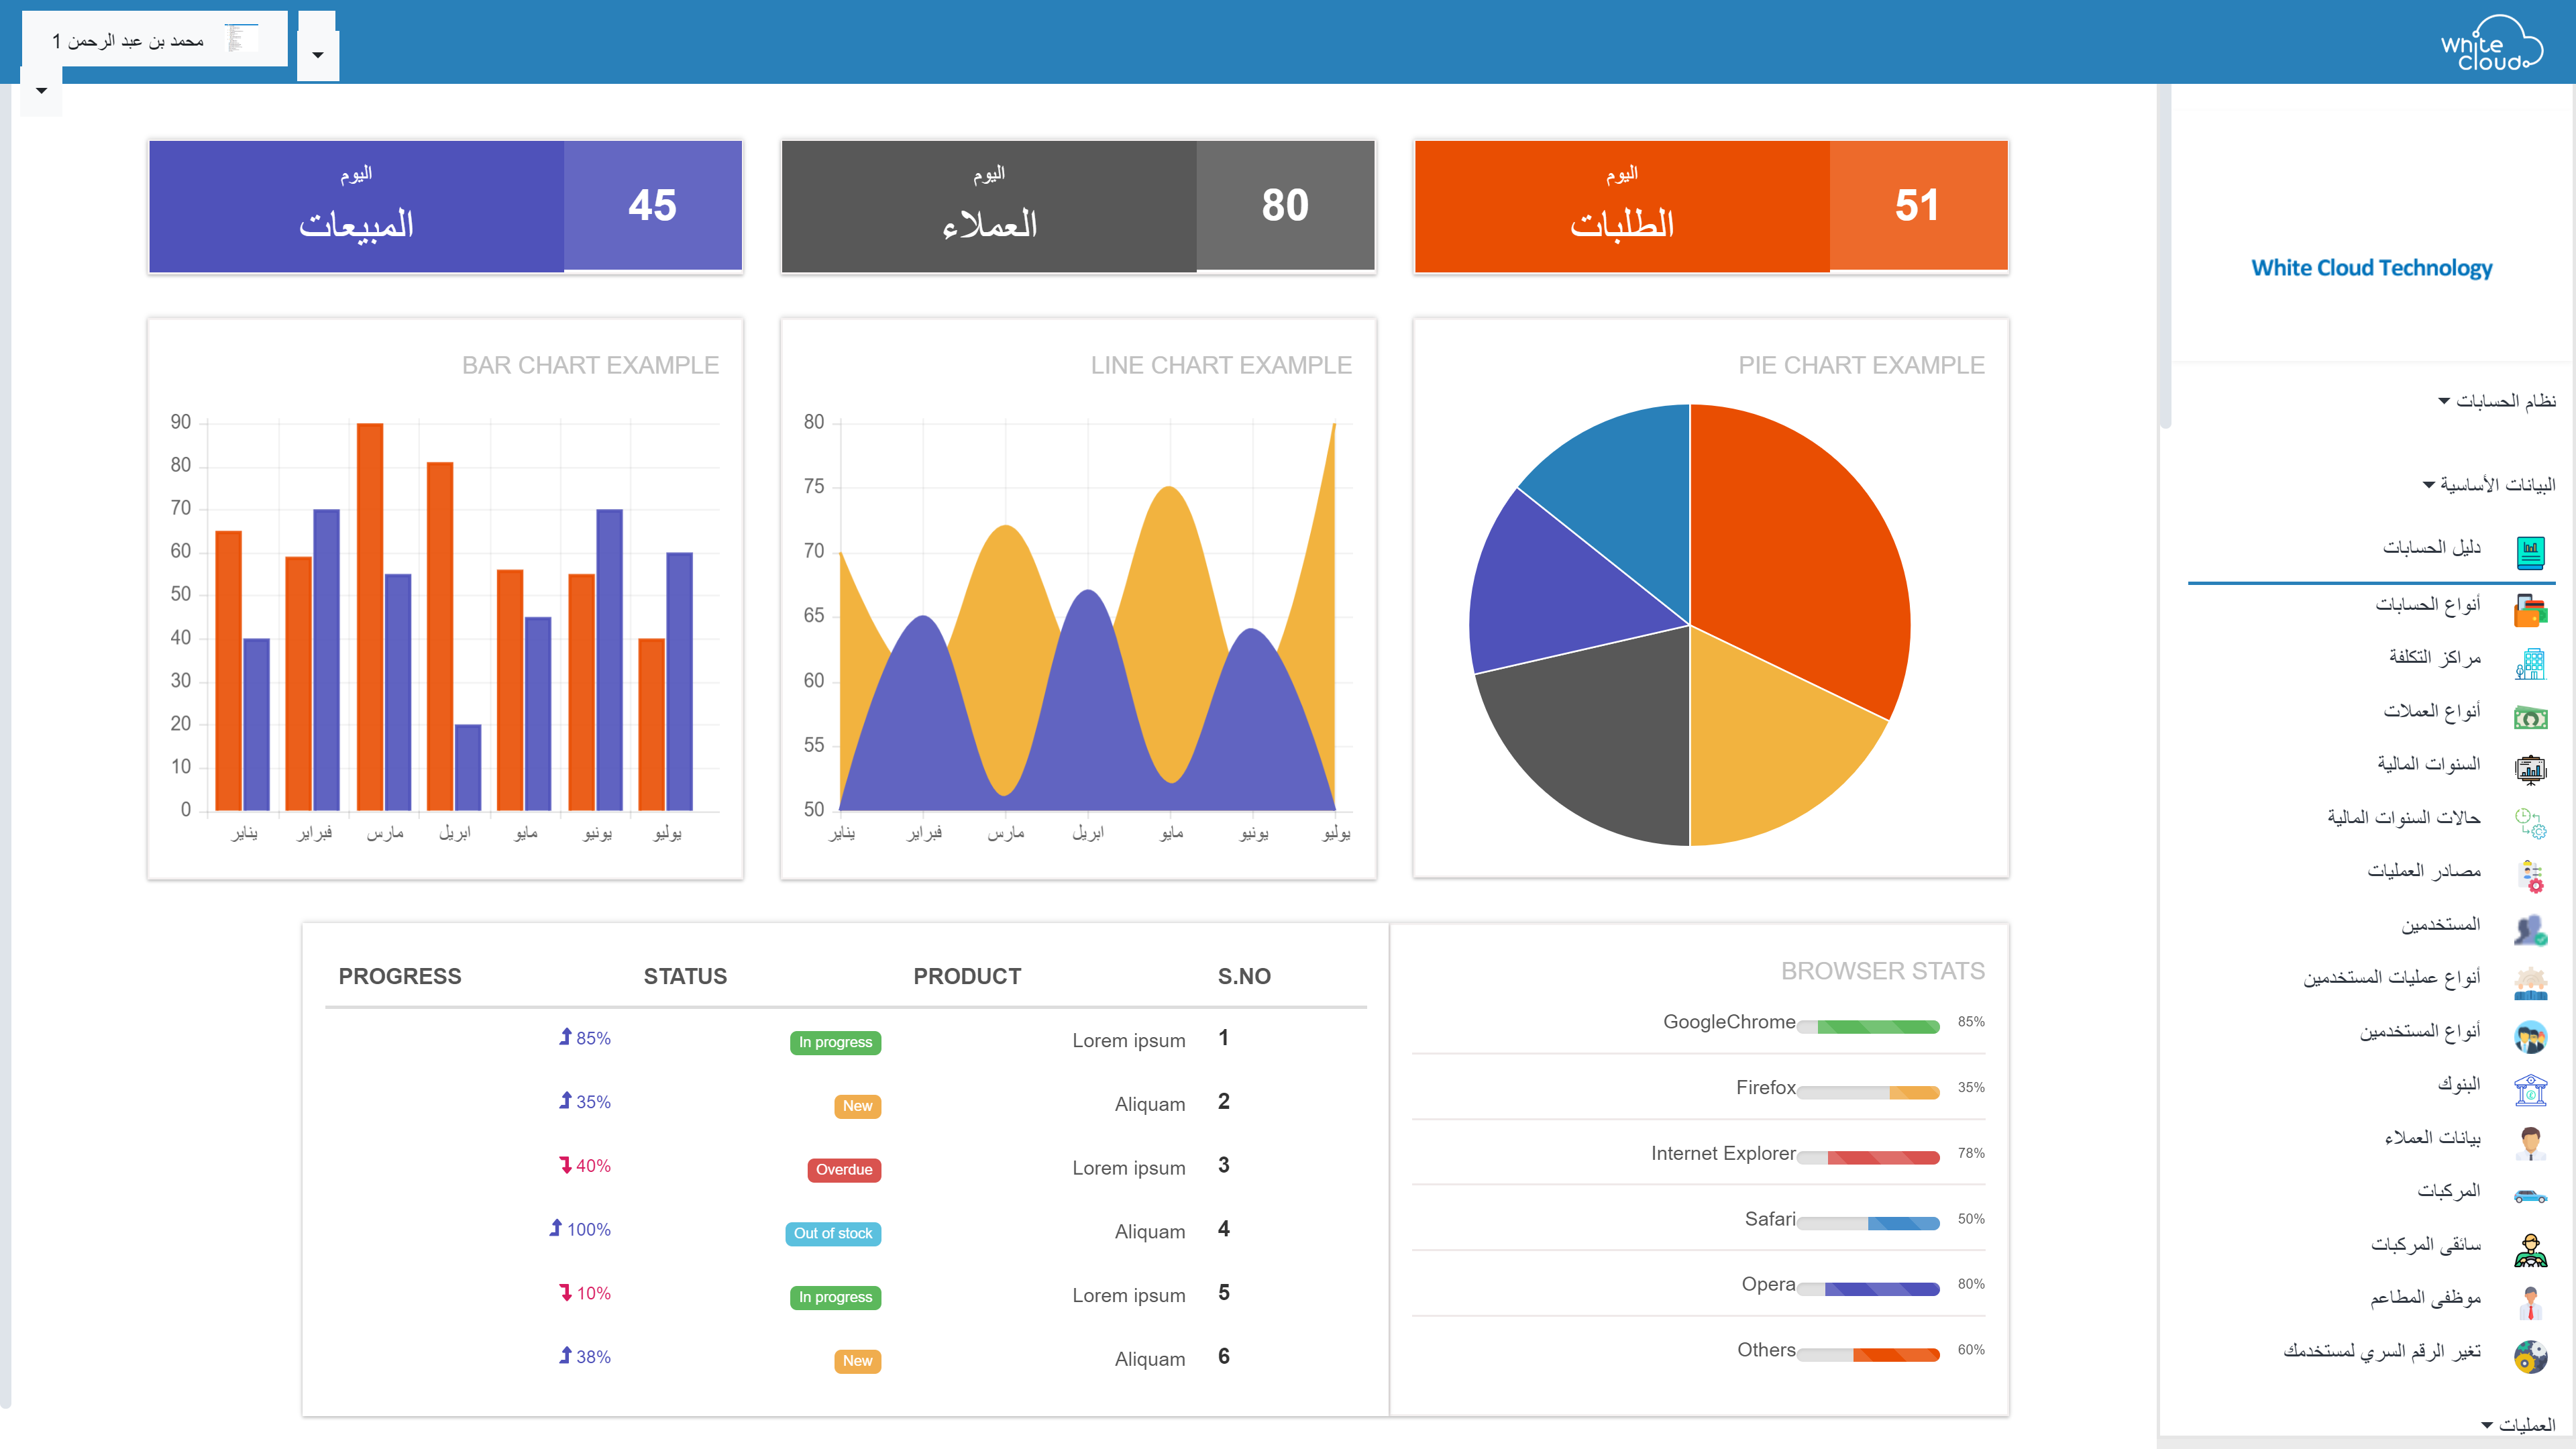 White
Cloud
محمد بن عبد الرحمن 1
White Cloud Technology
نظام الحسابات
البيانات الأساسية
دليل الحسابات
أنواع الحسابات
مراكز التكلفة
أنواع العملات
السنوات المالية
حالات السنوات المالية
مصادر العمليات
المستخدمين
أنواع عمليات المستخدمين
أنواع المستخدمين
البنوك
بيانات العملاء
المركبات
سائقى المركبات
موظفى المطاعم
تغير الرقم السري لمستخدمك
العمليات
51
اليوم
الطلبات
80
اليوم
العملاء
45
اليوم
المبيعات
PIE CHART EXAMPLE
LINE CHART EXAMPLE
80
75
70
65
60
55
50
يناير فبراير مارس ابريل مايو يونيو يوليو
BAR CHART EXAMPLE
90
80
70
60
50
40
30
20
10
0
يناير فبراير مارس ابريل مايو يونيو يوليو
BROWSER STATS
GoogleChrome 85%
Firefox 35%
Internet Explorer 78%
Safari 50%
Opera 80%
Others 60%
PROGRESS STATUS PRODUCT S.NO
85% In progress Lorem ipsum 1
35% New Aliquam 2
40% Overdue Lorem ipsum 3
100% Out of stock Aliquam 4
10% In progress Lorem ipsum 5
38% New Aliquam 6